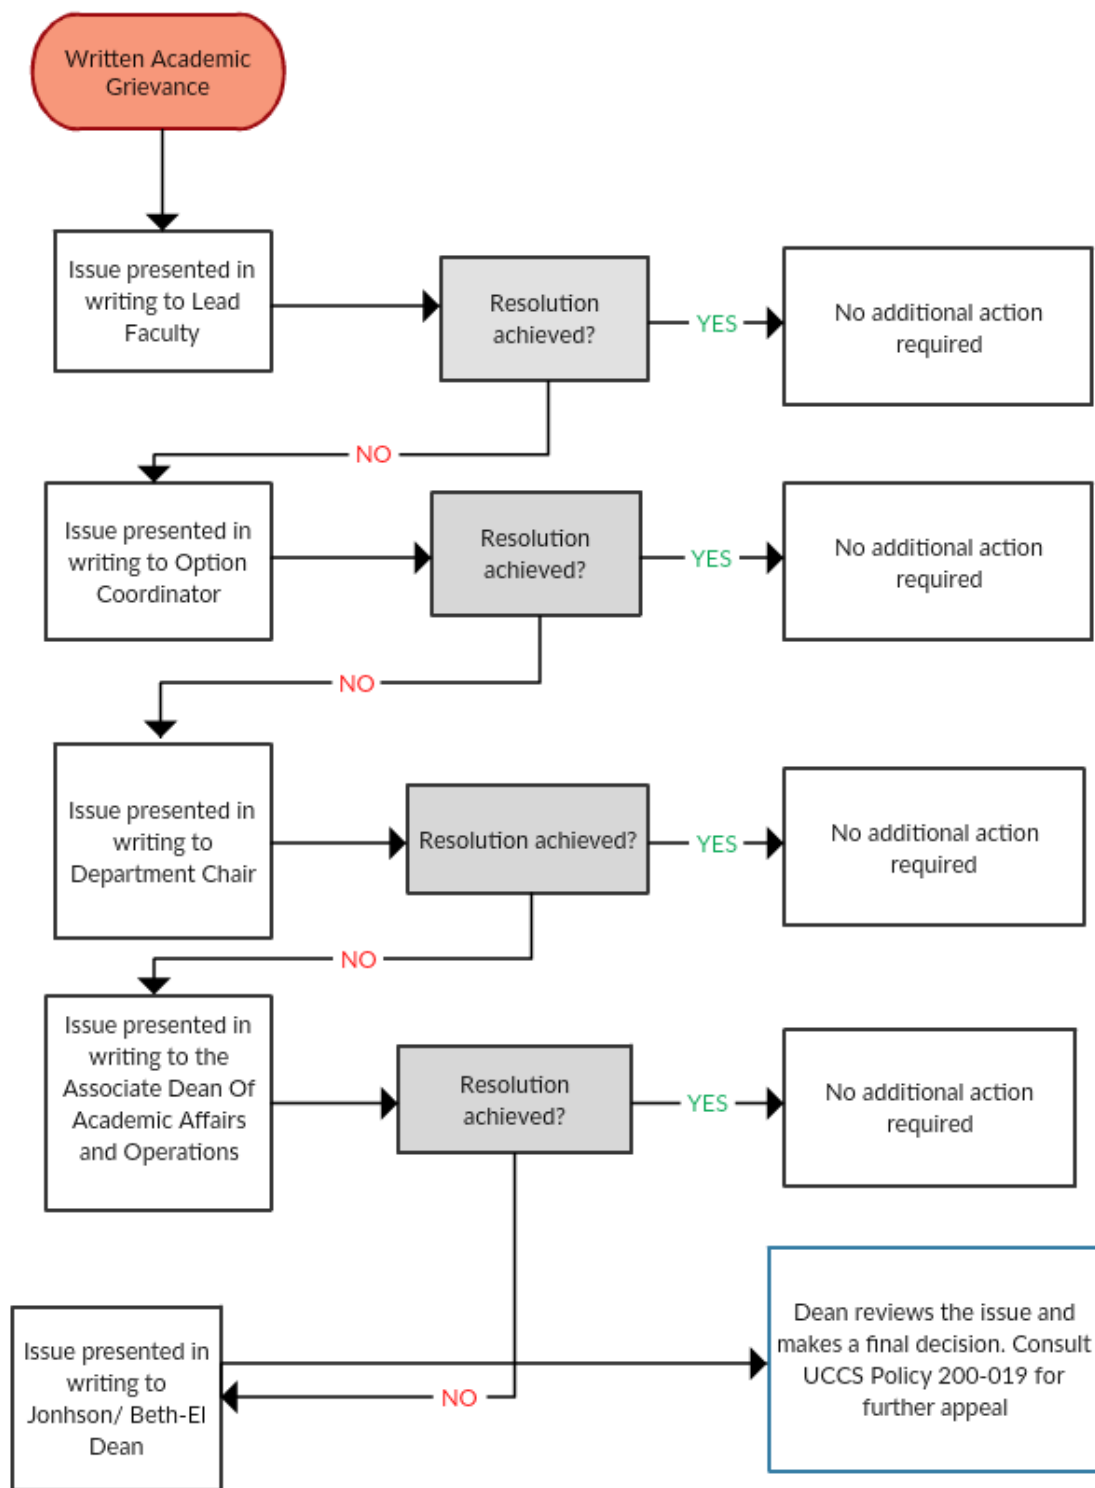 Written Academic
Grievance
Issue presented in
writing to Lead
Faculty
Resolution
achieved?
YES
No additional action
required
NO
Issue presented in
writing to Option
Coordinator
Resolution
achieved?
YES
No additional action
required
NO
Issue presented in
writing to
Department Chair
Resolution achieved?
YES
No additional action
required
NO
Issue presented in
writing to the
Associate Dean Of
Academic Affairs
and Operations
Resolution
achieved?
YES
No additional action
required
NO
Issue presented in
writing to
Jonhson/ Beth-El
Dean
Dean reviews the issue and
makes a final decision. Consult
UCCS Policy 200-019 for
further appeal